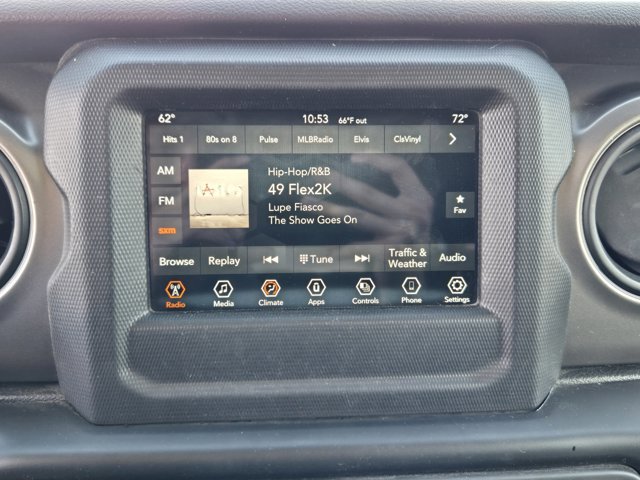 62° 10:53 66°F out 72°
Hits 1 80s on 8 Pulse MLBRadio Elvis ClsVinyl
AM
FM
sxm
Hip-Hop/R&B
49 Flex2K
Lupe Fiasco
The Show Goes On
Fav
Browse Replay Tune Traffic & Weather Audio
Radio Media Climate Apps Controls Phone Settings